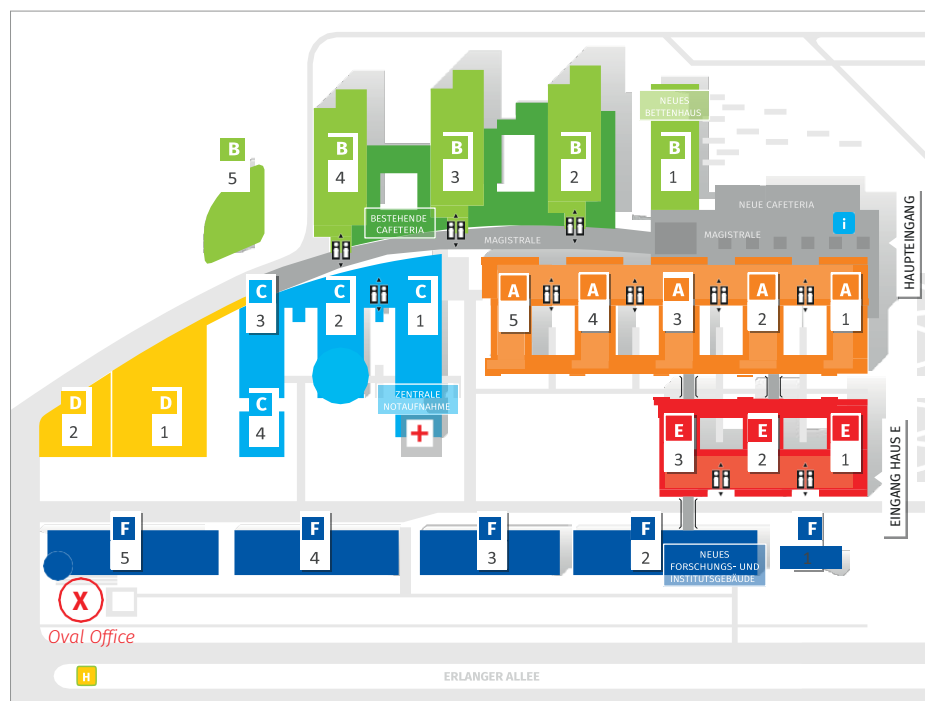 NEUES
BETTENHAUS
B
5
B
4
B
3
B
2
B
1
BESTEHENDE
CAFETERIA
MAGISTRALE
MAGISTRALE
NEUE CAFETERIA
i
HAUPTEINGANG
C
3
C
2
C
1
A
5
A
4
A
3
A
2
A
1
D
2
D
1
C
4
ZENTRALE
NOTAUFNAHME
E
3
E
2
E
1
EINGANG HAUS E
F
5
F
4
F
3
F
2
F
NEUES
FORSCHUNGS- UND
INSTITUTSGEBÄUDE
X
Oval Office
H
ERLANGER ALLEE